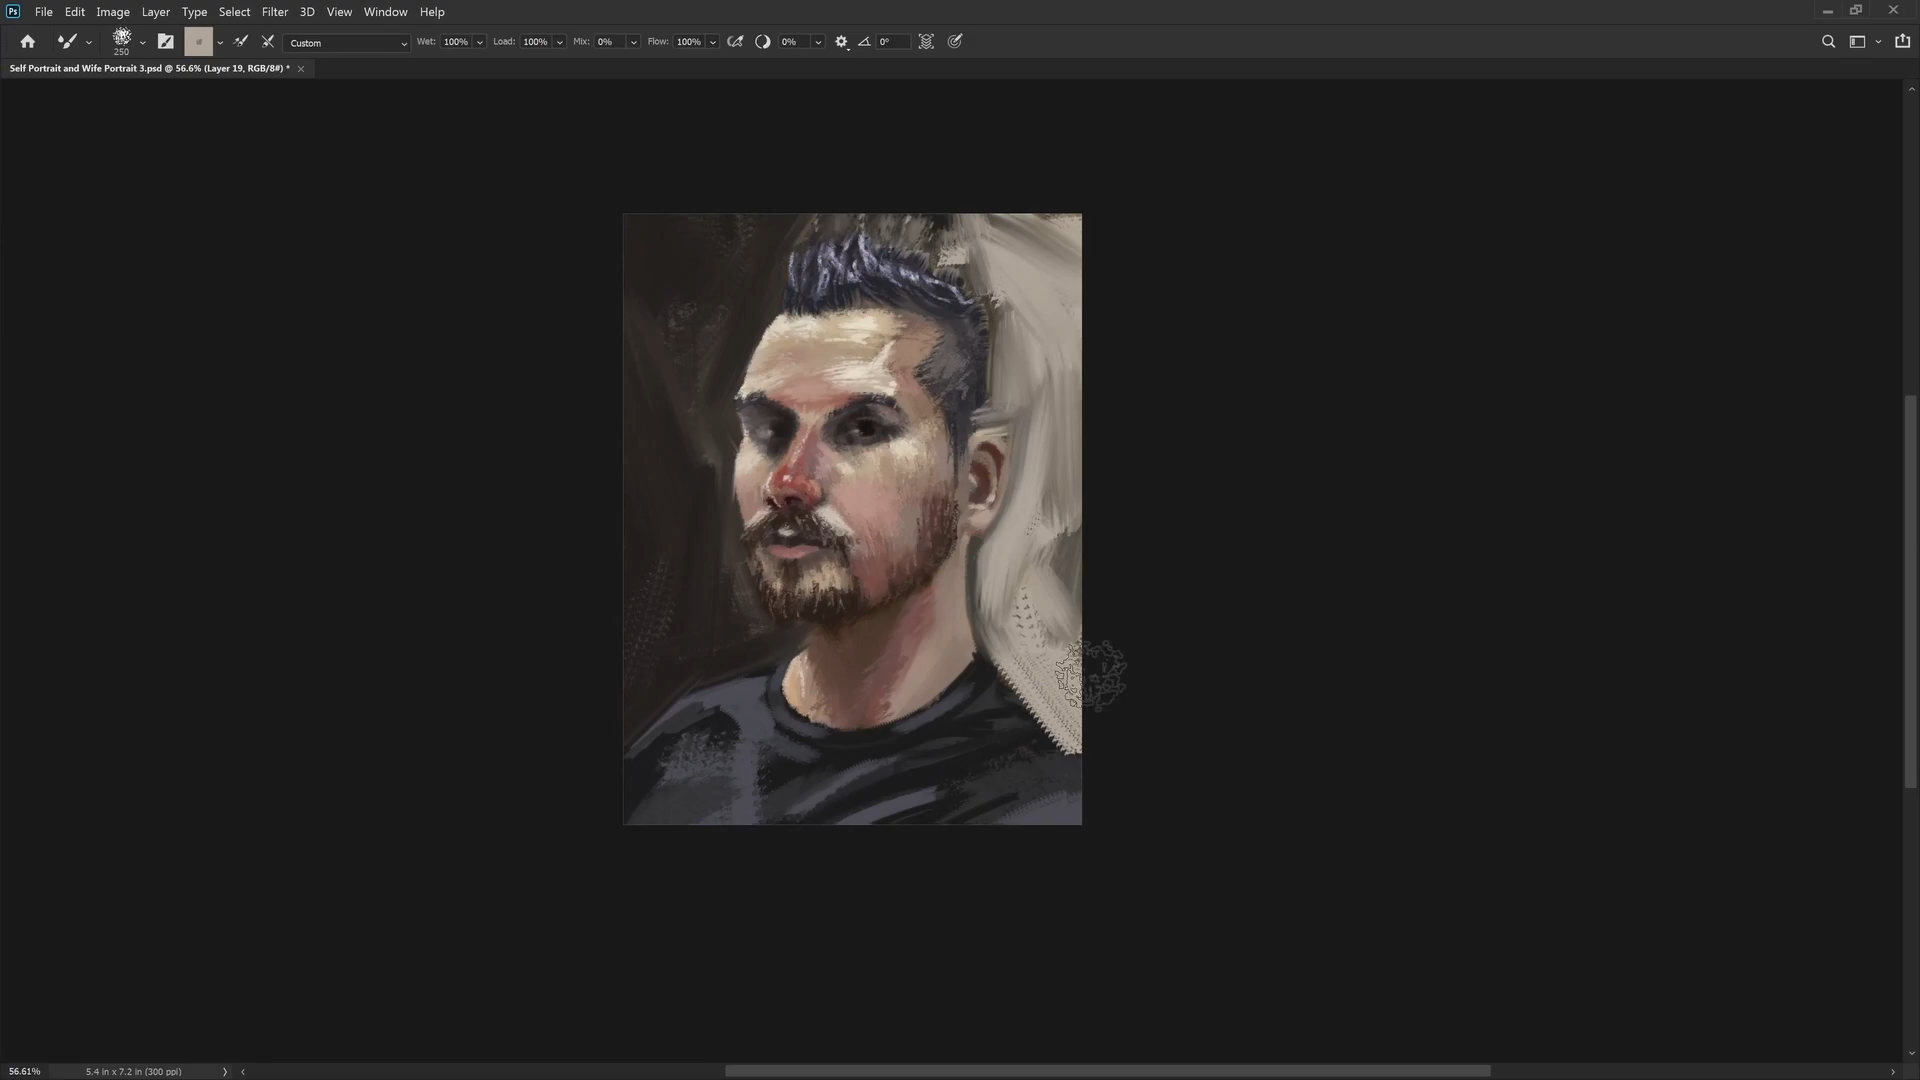 Ps File Edit Image Layer Type Select Filter 3D View Window Help
250 Custom Wet: 100% Load: 100% Mix: 0% Flow: 100% 0% 0°
Self Portrait and Wife Portrait 3.psd @ 56.6% (Layer 19, RGB/8#) *
56.61% 5.4 in x 7.2 in (300 ppi)